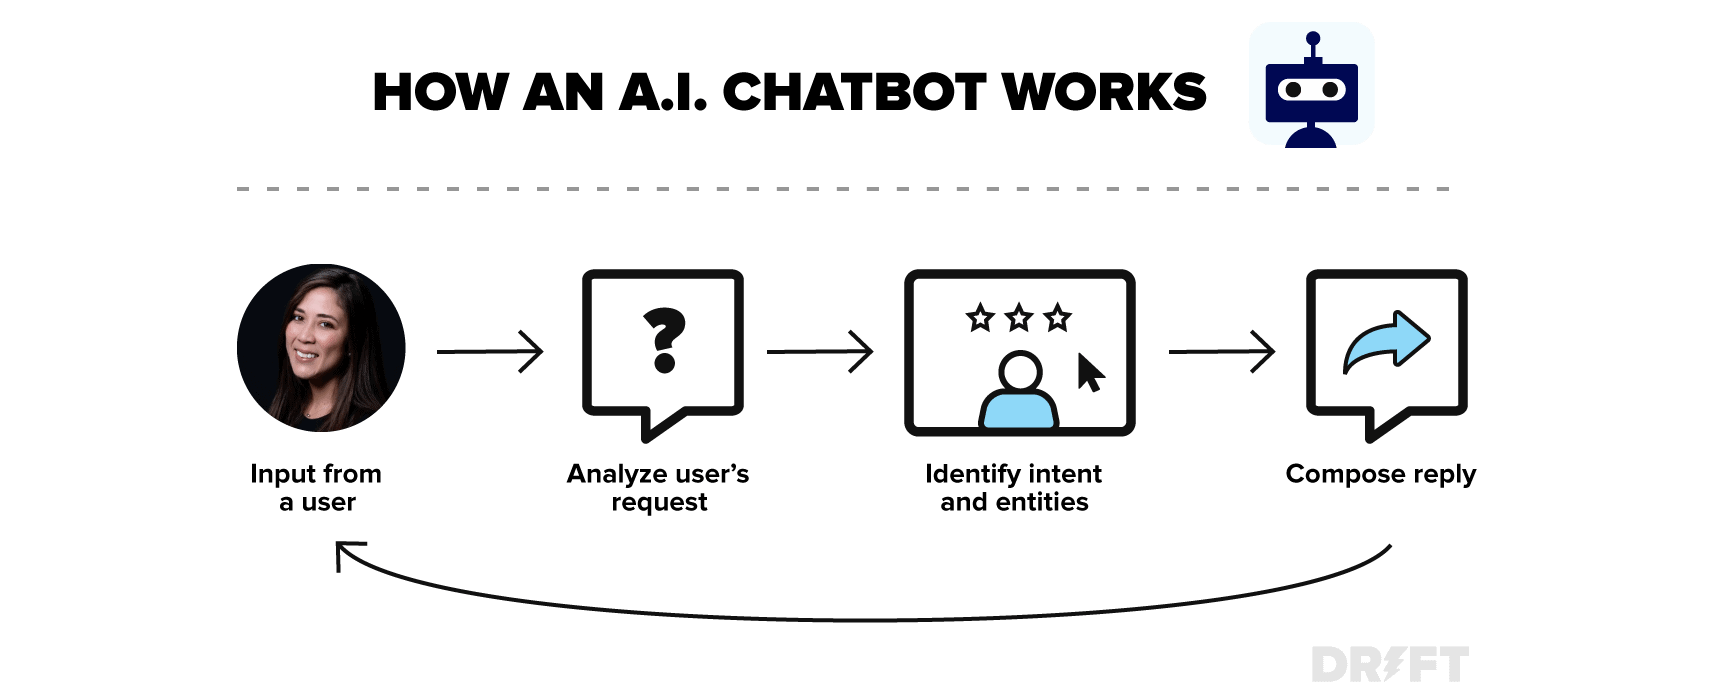 HOW AN A.I. CHATBOT WORKS
?
Input from
a user
Analyze user’s
request
Identify intent
and entities
Compose reply
DRIFT